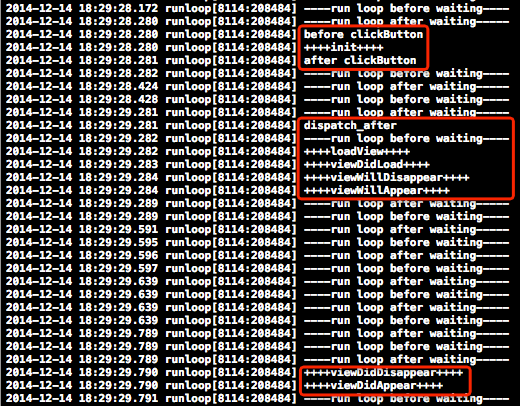 2014-12-14 18:29:28.172 runloop[8114:208484] ----run loop before waiting-----
2014-12-14 18:29:28.280 runloop[8114:208484] ----run loop after waiting-----
2014-12-14 18:29:28.280 runloop[8114:208484] before clickButton
2014-12-14 18:29:28.280 runloop[8114:208484] ++++init++++
2014-12-14 18:29:28.281 runloop[8114:208484] after clickButton
2014-12-14 18:29:28.282 runloop[8114:208484] ----run loop before waiting-----
2014-12-14 18:29:28.424 runloop[8114:208484] ----run loop after waiting-----
2014-12-14 18:29:28.428 runloop[8114:208484] ----run loop before waiting-----
2014-12-14 18:29:29.281 runloop[8114:208484] ----run loop after waiting-----
2014-12-14 18:29:29.281 runloop[8114:208484] dispatch_after
2014-12-14 18:29:29.282 runloop[8114:208484] ----run loop before waiting-----
2014-12-14 18:29:29.282 runloop[8114:208484] ++++loadView++++
2014-12-14 18:29:29.283 runloop[8114:208484] ++++viewDidLoad++++
2014-12-14 18:29:29.284 runloop[8114:208484] ++++viewWillDisappear++++
2014-12-14 18:29:29.284 runloop[8114:208484] ++++viewWillAppear++++
2014-12-14 18:29:29.289 runloop[8114:208484] ----run loop after waiting-----
2014-12-14 18:29:29.289 runloop[8114:208484] ----run loop before waiting-----
2014-12-14 18:29:29.591 runloop[8114:208484] ----run loop after waiting-----
2014-12-14 18:29:29.595 runloop[8114:208484] ----run loop before waiting-----
2014-12-14 18:29:29.596 runloop[8114:208484] ----run loop after waiting-----
2014-12-14 18:29:29.597 runloop[8114:208484] ----run loop before waiting-----
2014-12-14 18:29:29.639 runloop[8114:208484] ----run loop after waiting-----
2014-12-14 18:29:29.639 runloop[8114:208484] ----run loop before waiting-----
2014-12-14 18:29:29.639 runloop[8114:208484] ----run loop after waiting-----
2014-12-14 18:29:29.639 runloop[8114:208484] ----run loop before waiting-----
2014-12-14 18:29:29.789 runloop[8114:208484] ----run loop after waiting-----
2014-12-14 18:29:29.789 runloop[8114:208484] ----run loop before waiting-----
2014-12-14 18:29:29.789 runloop[8114:208484] ----run loop after waiting-----
2014-12-14 18:29:29.790 runloop[8114:208484] ++++viewDidDisappear++++
2014-12-14 18:29:29.790 runloop[8114:208484] ++++viewDidAppear++++
2014-12-14 18:29:29.791 runloop[8114:208484] ----run loop before waiting-----